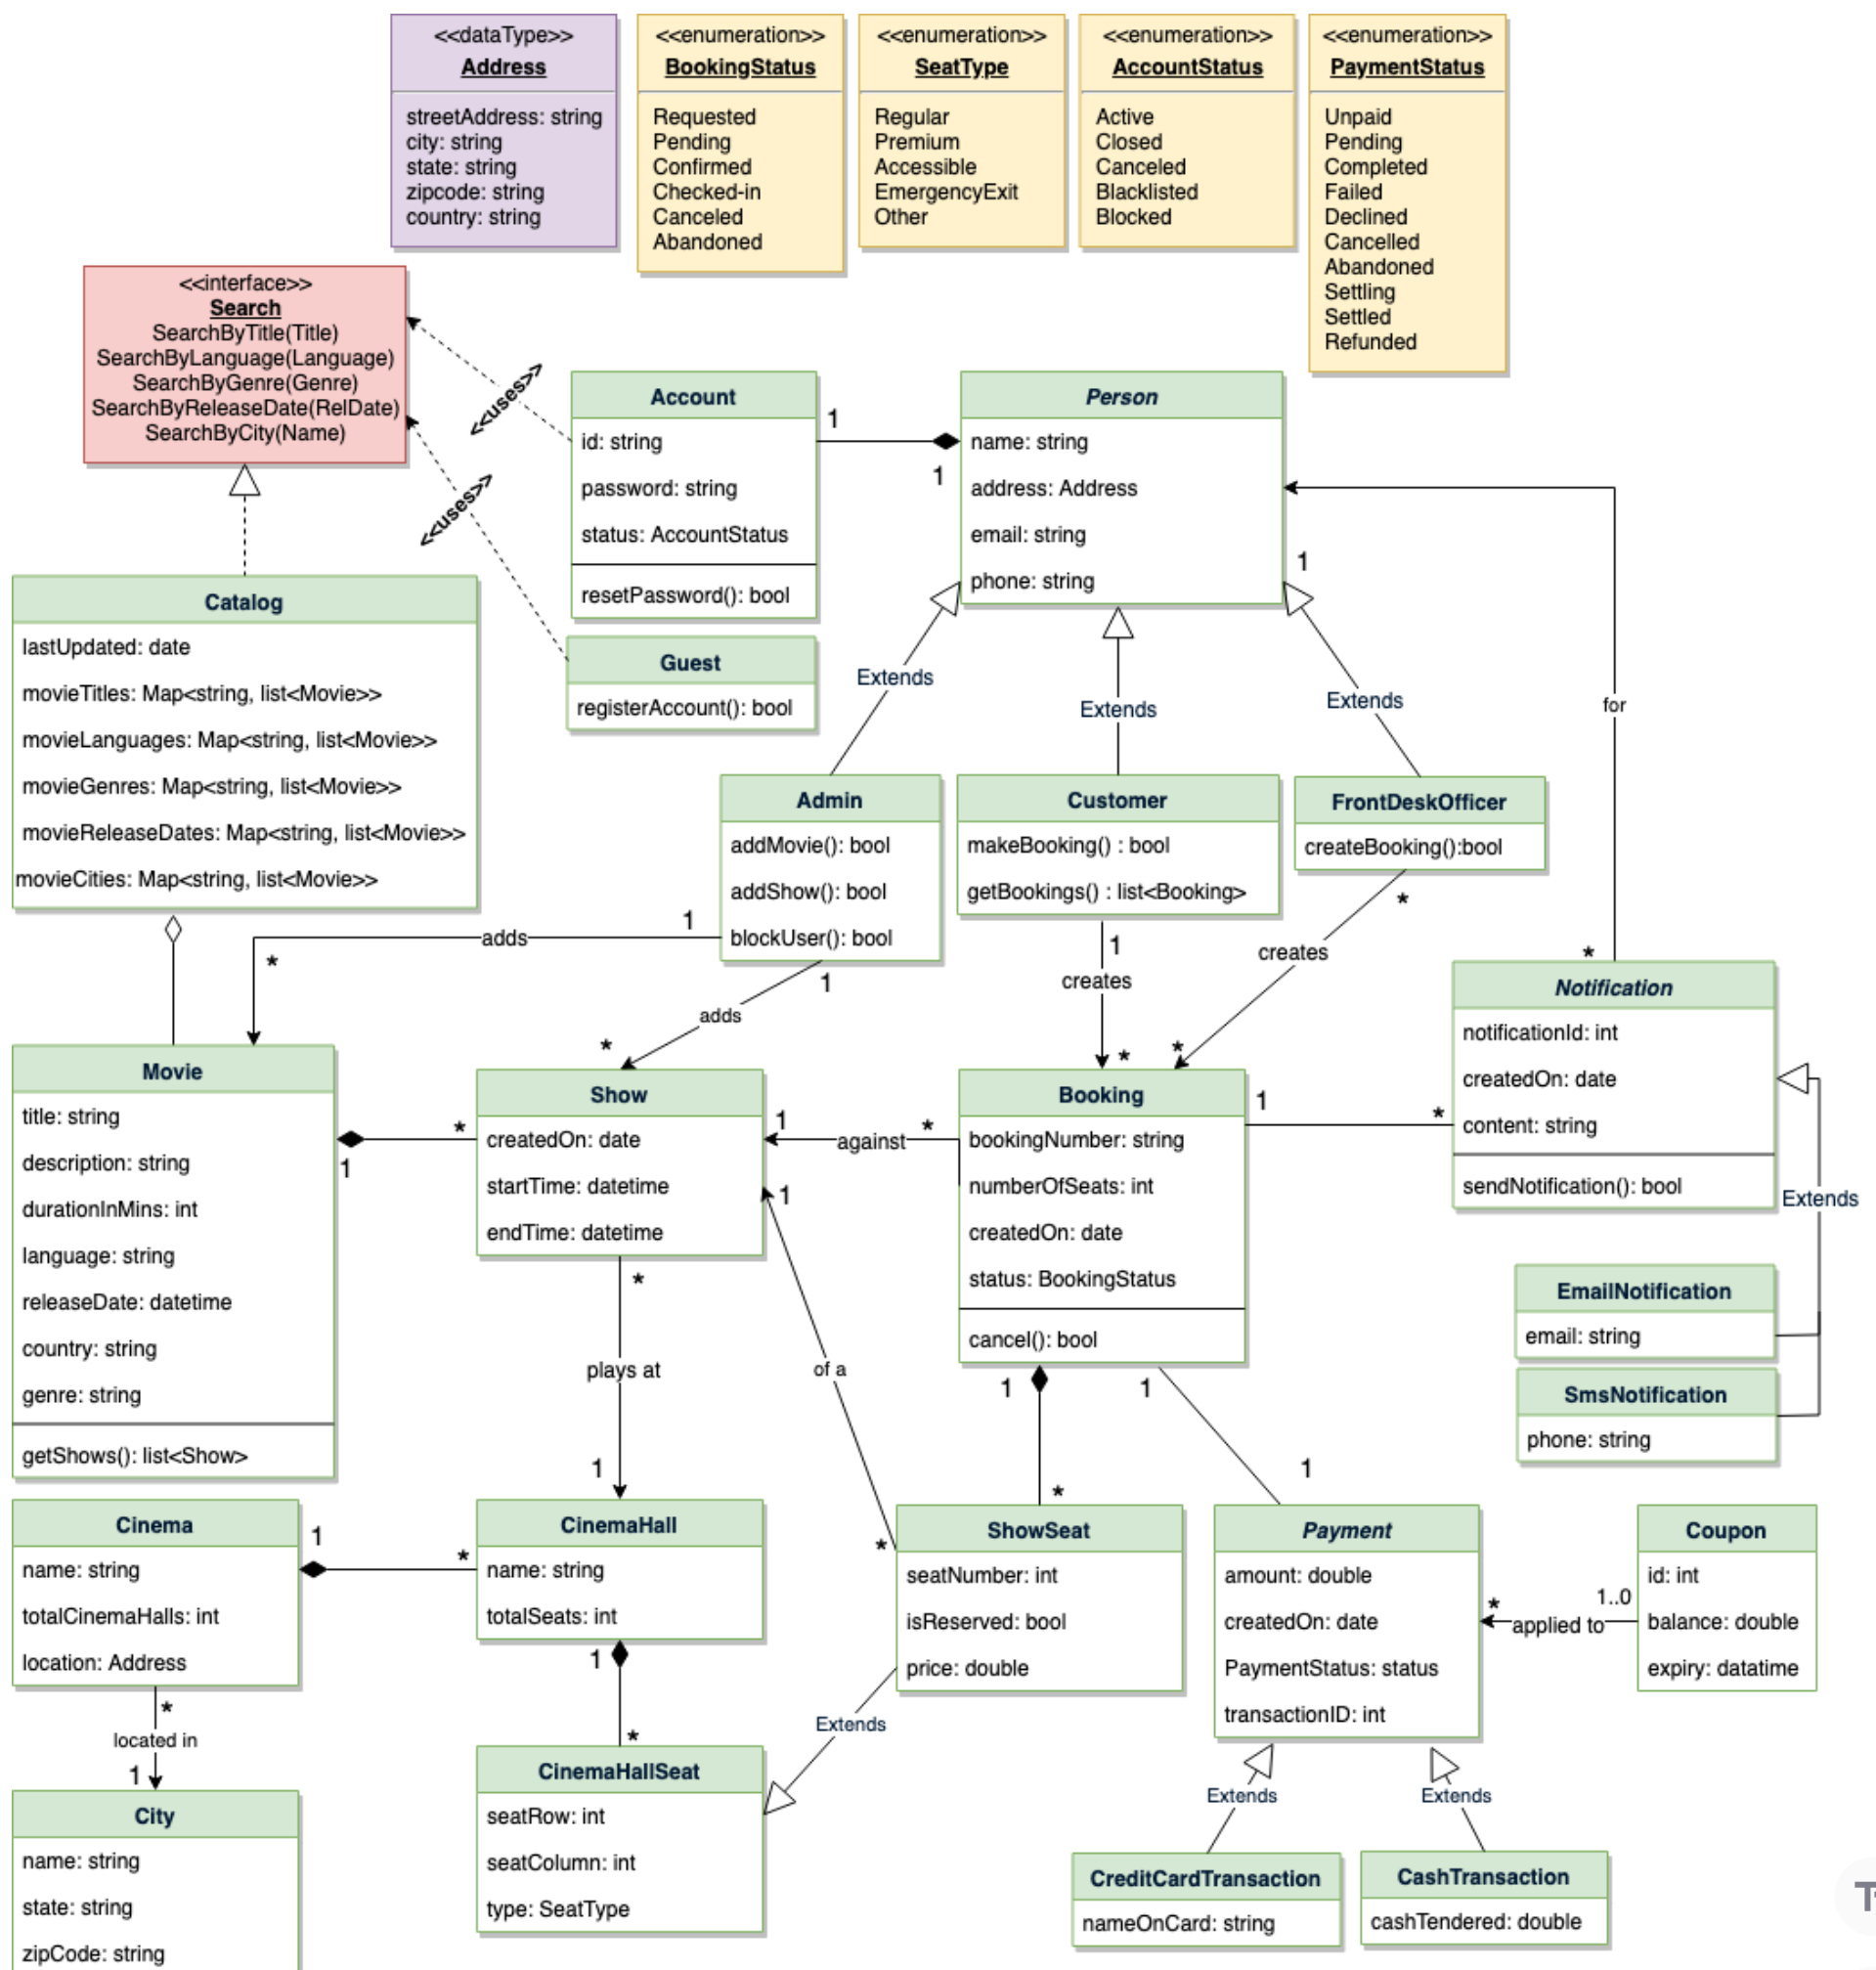 <<dataType>>
Address
streetAddress: string
city: string
state: string
zipcode: string
country: string
<<enumeration>>
BookingStatus
Requested
Pending
Confirmed
Checked-in
Canceled
Abandoned
<<enumeration>>
SeatType
Regular
Premium
Accessible
EmergencyExit
Other
<<enumeration>>
AccountStatus
Active
Closed
Canceled
Blacklisted
Blocked
<<enumeration>>
PaymentStatus
Unpaid
Pending
Completed
Failed
Declined
Cancelled
Abandoned
Settling
Settled
Refunded
<<interface>>
Search
SearchByTitle(Title)
SearchByLanguage(Language)
SearchByGenre(Genre)
SearchByReleaseDate(RelDate)
SearchByCity(Name)
<<uses>>
<<uses>>
Account
id: string
password: string
status: AccountStatus
resetPassword(): bool
1
1
Person
name: string
address: Address
email: string
phone: string
1
Guest
registerAccount(): bool
Catalog
lastUpdated: date
movieTitles: Map<string, list<Movie>>
movieLanguages: Map<string, list<Movie>>
movieGenres: Map<string, list<Movie>>
movieReleaseDates: Map<string, list<Movie>>
movieCities: Map<string, list<Movie>>
Extends
Extends
Extends
for
Admin
addMovie(): bool
addShow(): bool
blockUser(): bool
Customer
makeBooking() : bool
getBookings() : list<Booking>
FrontDeskOfficer
createBooking():bool
1
adds
*
1
adds
*
1
creates
*
*
creates
*
*
Notification
notificationId: int
createdOn: date
content: string
sendNotification(): bool
Extends
Movie
title: string
description: string
durationInMins: int
language: string
releaseDate: datetime
country: string
genre: string
getShows(): list<Show>
1
*
Show
createdOn: date
startTime: datetime
endTime: datetime
1
against
*
Booking
bookingNumber: string
numberOfSeats: int
createdOn: date
status: BookingStatus
cancel(): bool
1
*
EmailNotification
email: string
SmsNotification
phone: string
*
plays at
1
1
of a
*
1
*
1
1
Cinema
name: string
totalCinemaHalls: int
location: Address
1
*
CinemaHall
name: string
totalSeats: int
ShowSeat
seatNumber: int
isReserved: bool
price: double
Payment
amount: double
createdOn: date
PaymentStatus: status
transactionID: int
*
applied to
1..0
Coupon
id: int
balance: double
expiry: datatime
*
located in
1
1
*
Extends
City
name: string
state: string
zipCode: string
CinemaHallSeat
seatRow: int
seatColumn: int
type: SeatType
Extends
Extends
CreditCardTransaction
nameOnCard: string
CashTransaction
cashTendered: double